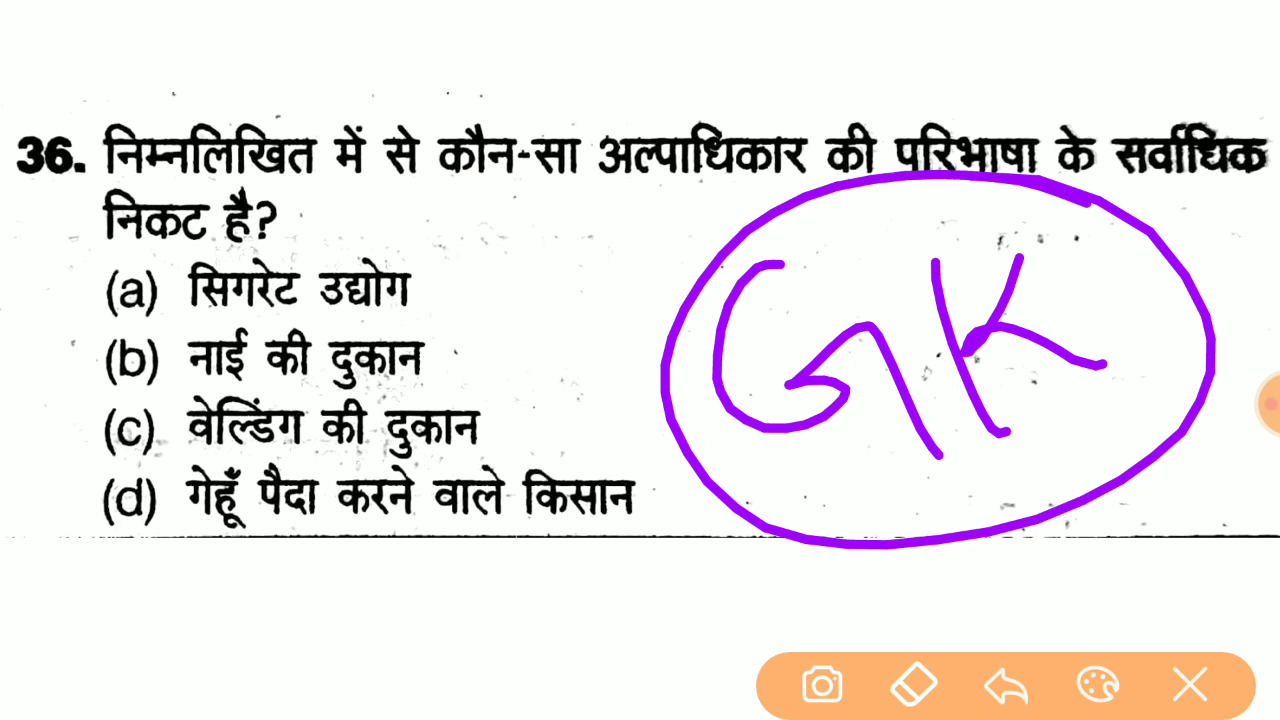 36. निम्नलिखित में से कौन-सा अल्पाधिकार की परिभाषा के सर्वाधिक
निकट है?
(a) सिगरेट उद्योग
(b) नाई की दुकान
(c) वेल्डिंग की दुकान
(d) गेहूँ पैदा करने वाले किसान
GK